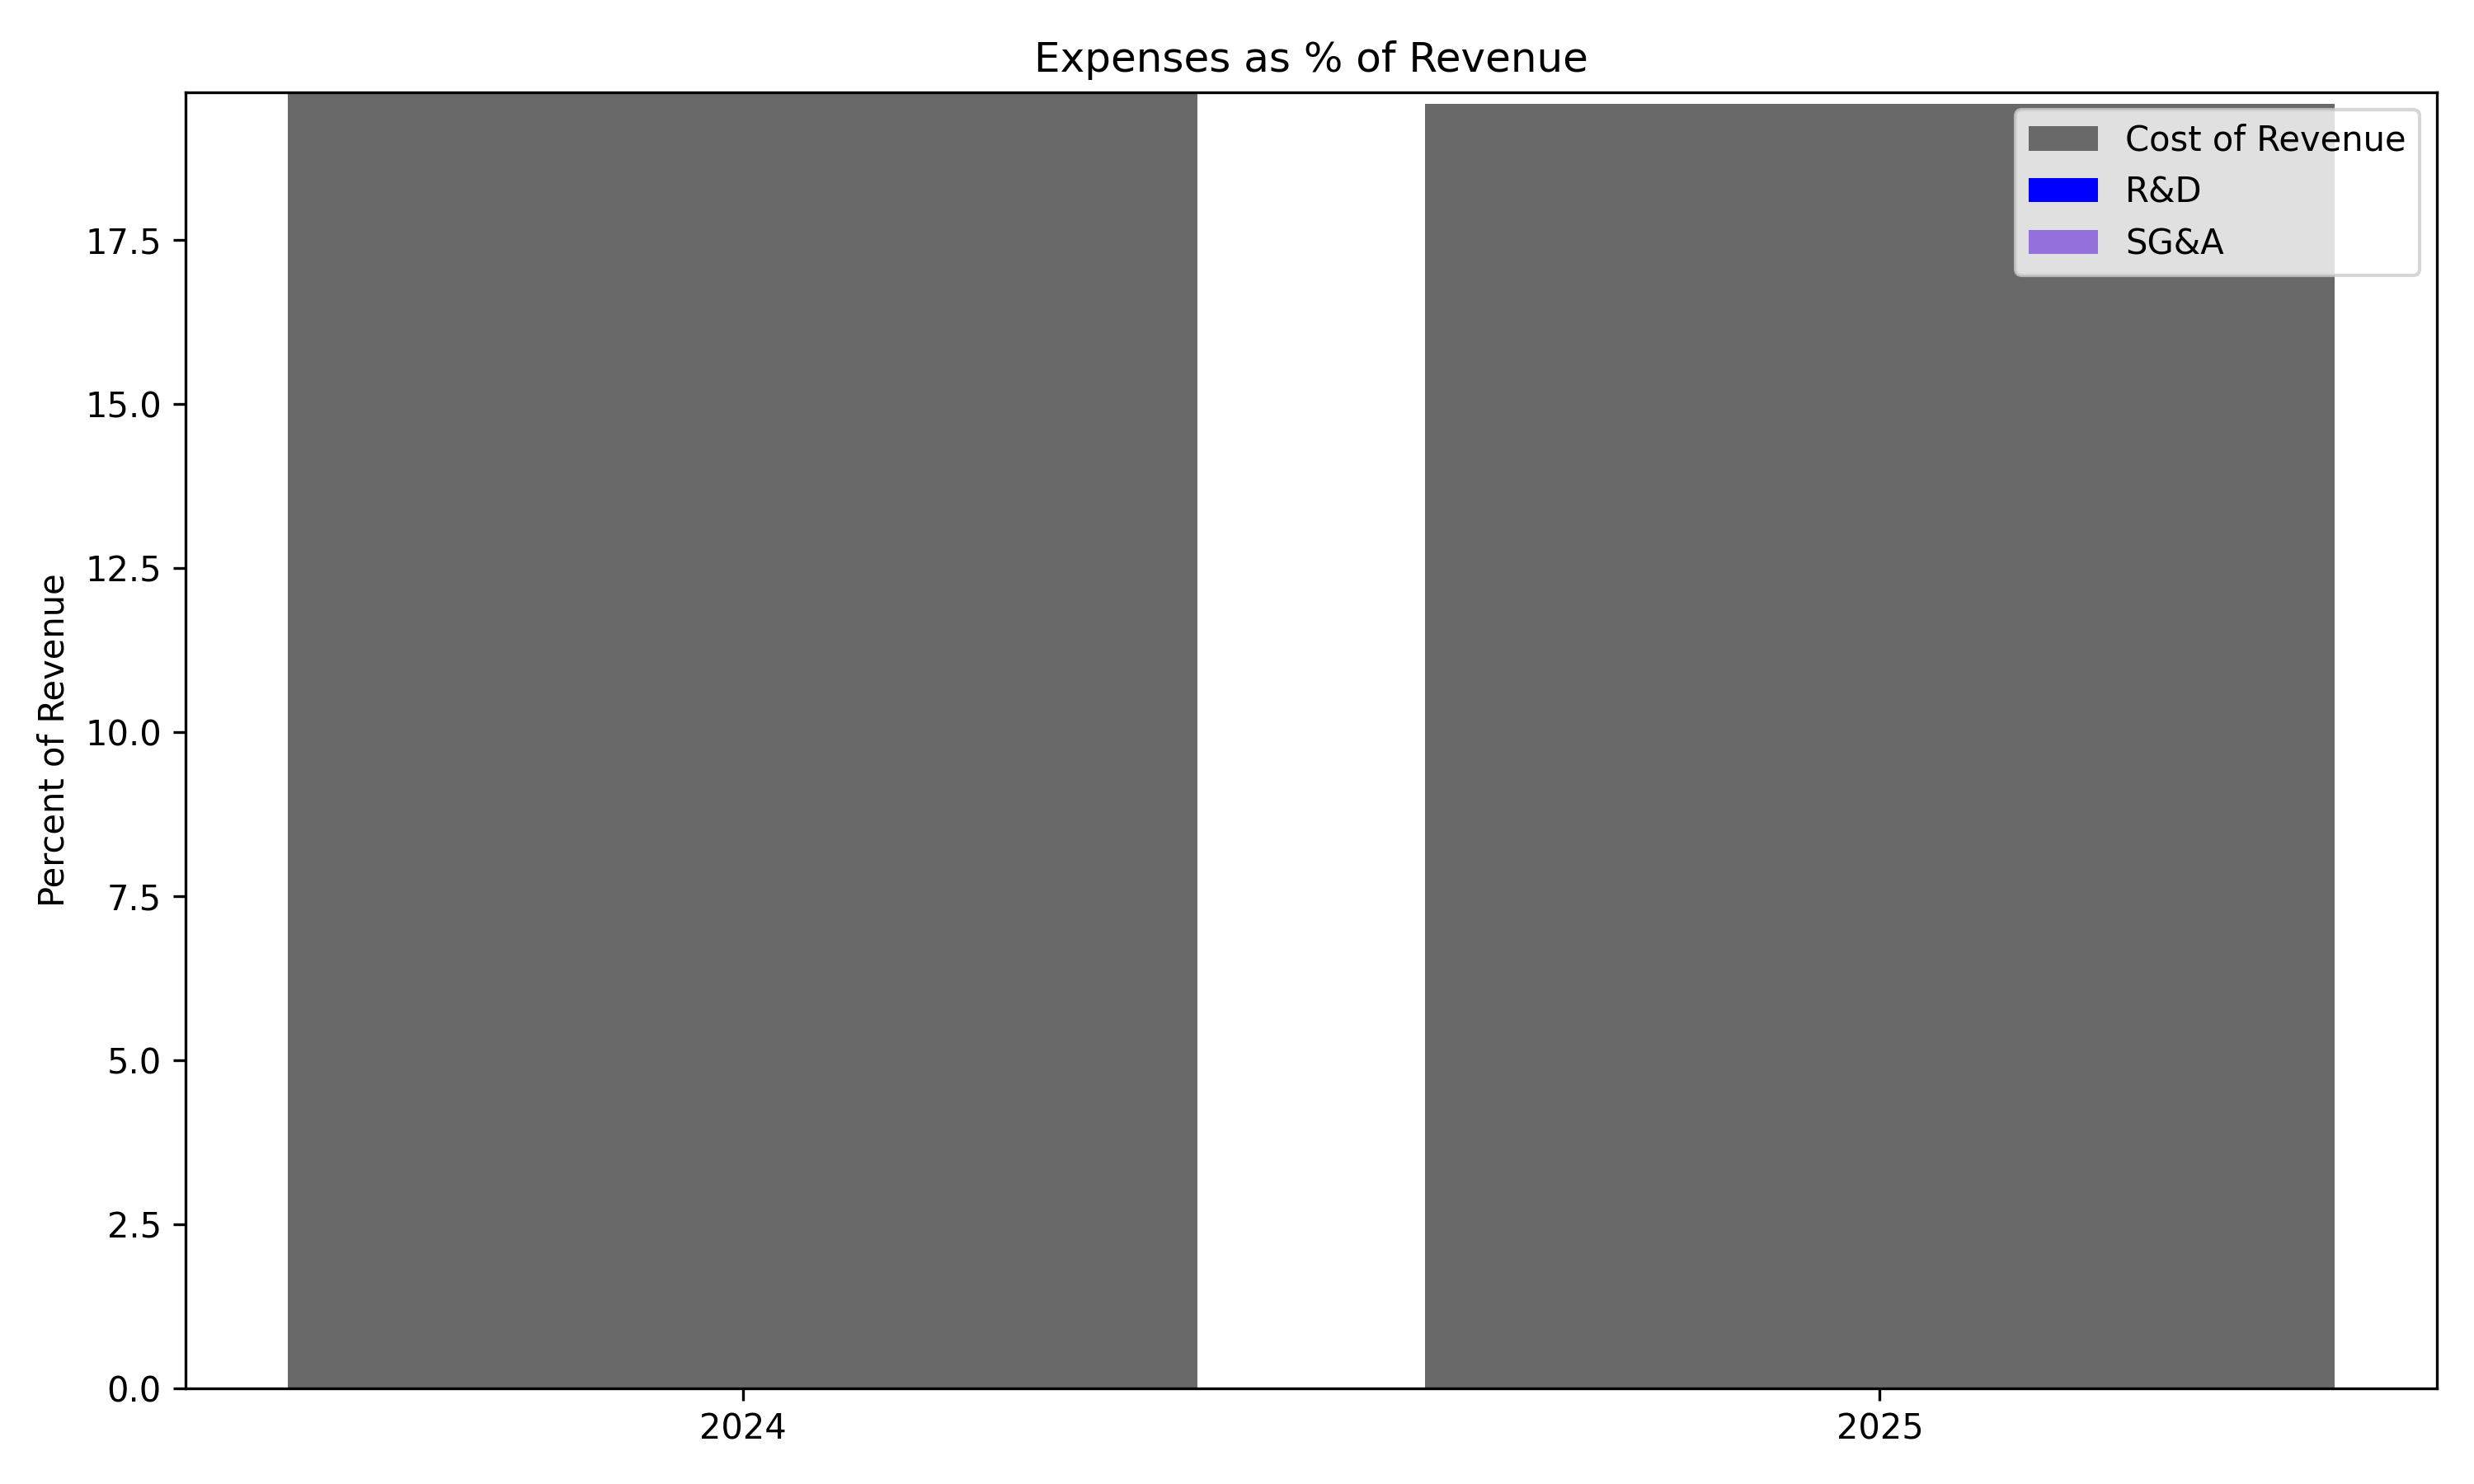 Expenses as % of Revenue
Cost of Revenue
R&D
SG&A
Percent of Revenue
17.5
15.0
12.5
10.0
7.5
5.0
2.5
0.0
2024
2025